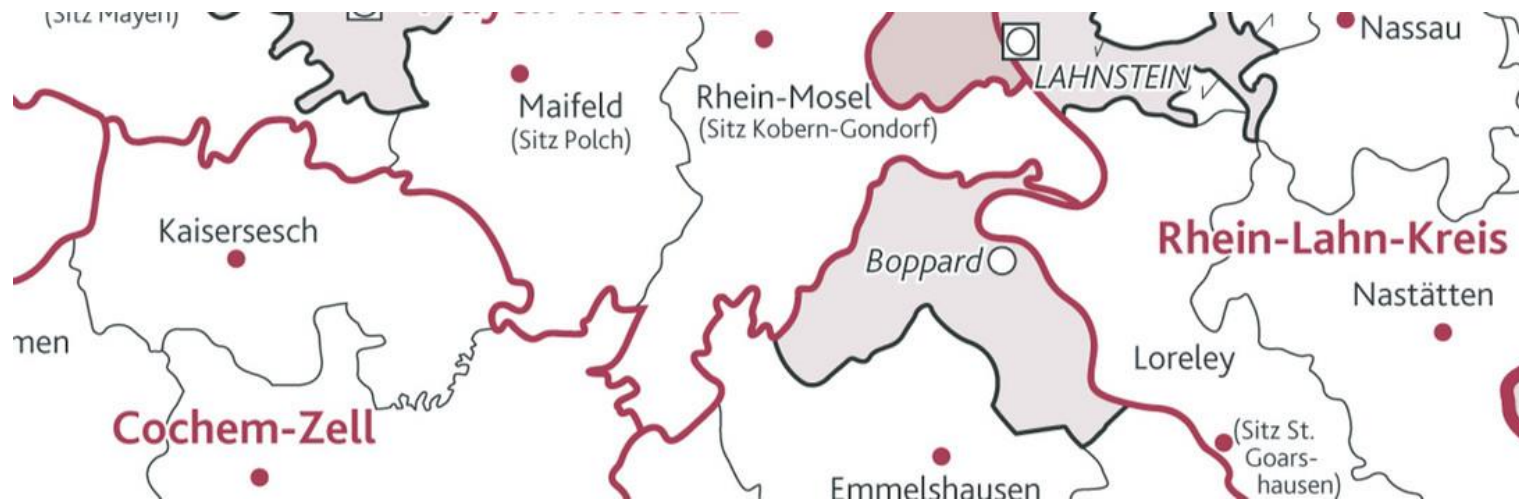 (Sitz Mayen)
Nassau
LAHNSTEIN
Maifeld
(Sitz Polch)
Rhein-Mosel
(Sitz Kobern-Gondorf)
Kaisersesch
Boppard
Rhein-Lahn-Kreis
Nastätten
men
Loreley
Cochem-Zell
(Sitz St.
Goars-
hausen)
Emmelshausen